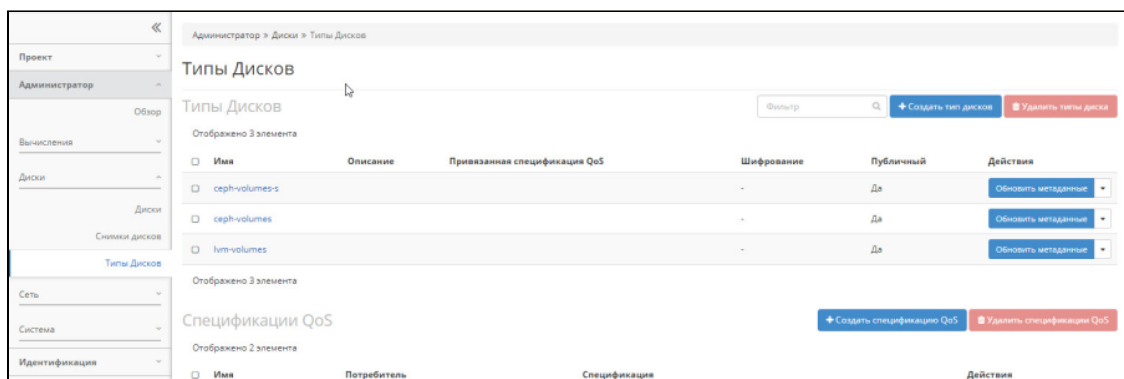 «
Администратор » Диски » Типы Дисков
Проект
Администратор
Обзор
Вычисления
Диски
Диски
Снимки дисков
Типы Дисков
Сеть
Система
Идентификация
Типы Дисков
Типы Дисков
Фильтр
+ Создать тип дисков
Удалить типы диска
Отображено 3 элемента
Имя Описание Привязанная спецификация QoS Шифрование Публичный Действия
ceph-volumes-s - Да Обновить метаданные
ceph-volumes - Да Обновить метаданные
lvm-volumes - Да Обновить метаданные
Отображено 3 элемента
Спецификации QoS
+ Создать спецификацию QoS
Удалить спецификации QoS
Отображено 2 элемента
Имя Потребитель Спецификация Действия